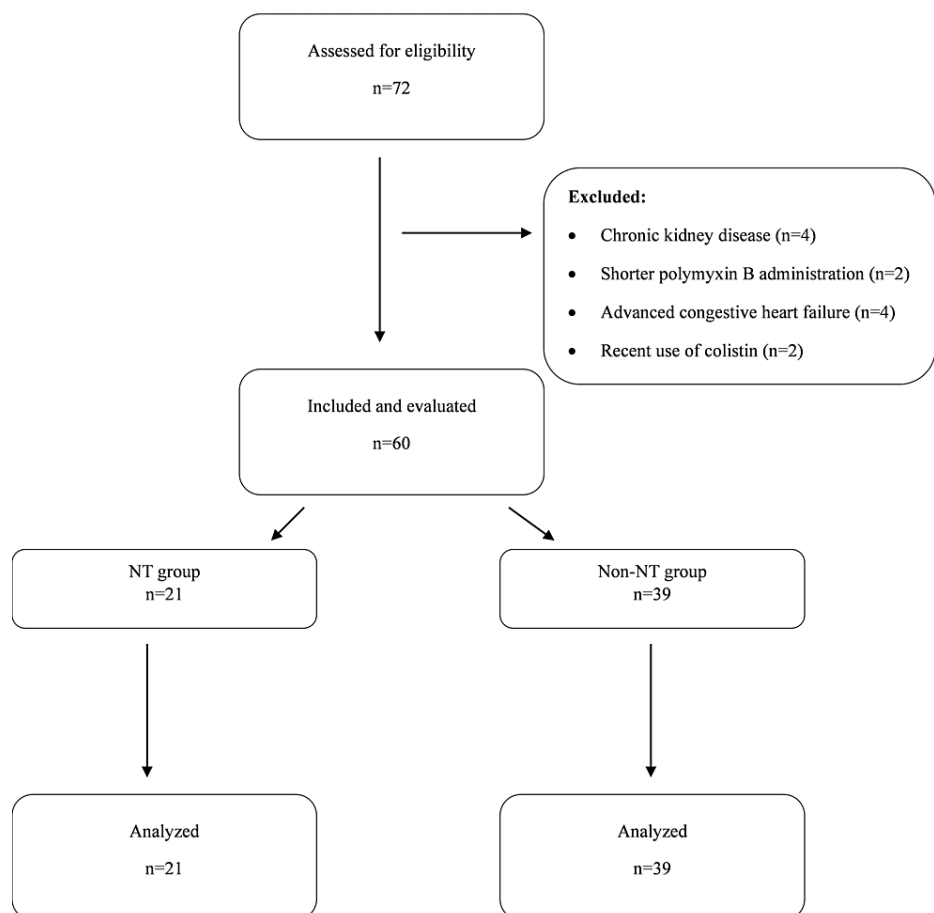 Assessed for eligibility
n=72
Excluded:
• Chronic kidney disease (n=4)
• Shorter polymyxin B administration (n=2)
• Advanced congestive heart failure (n=4)
• Recent use of colistin (n=2)
Included and evaluated
n=60
NT group
n=21
Non-NT group
n=39
Analyzed
n=21
Analyzed
n=39